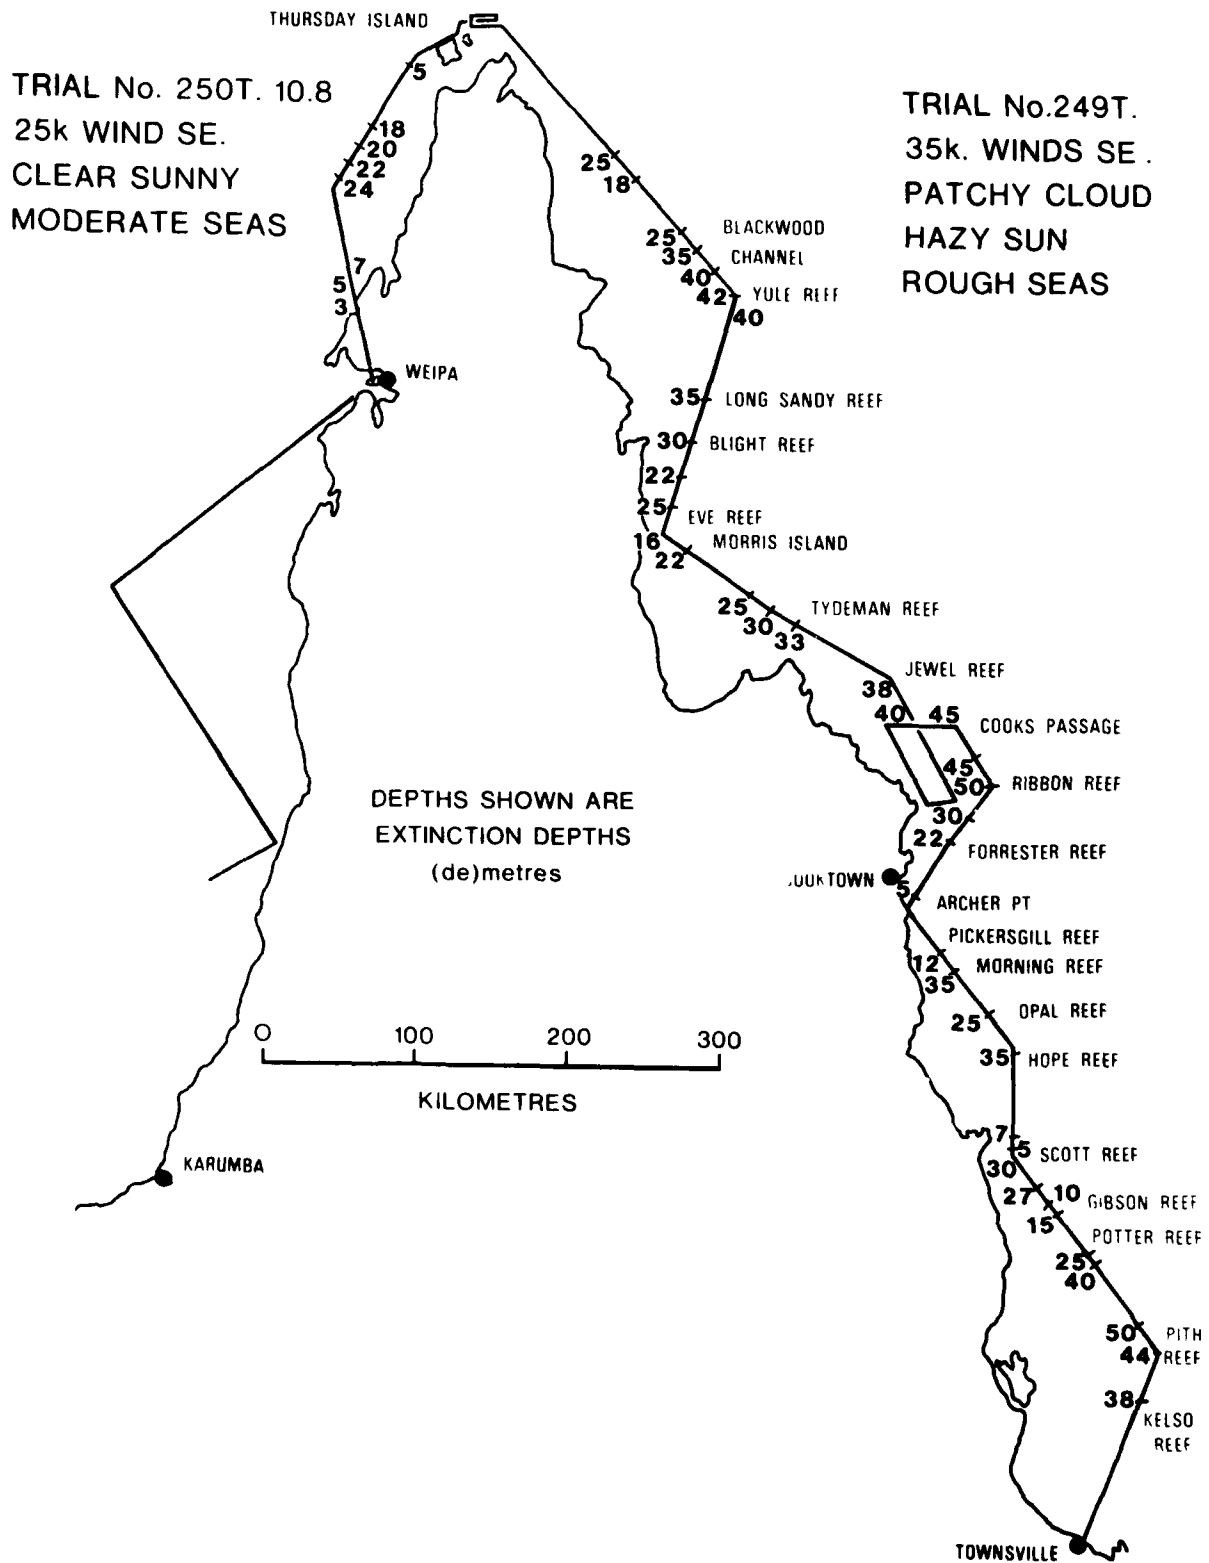 THURSDAY ISLAND
TRIAL No. 250T. 10.8
25k WIND SE.
CLEAR SUNNY
MODERATE SEAS
TRIAL No.249T.
35k. WINDS SE.
PATCHY CLOUD
HAZY SUN
ROUGH SEAS
5
18
20
22
24
7
5
3
WEIPA
25
18
25
BLACKWOOD
35
CHANNEL
40
42
YULE REEF
40
35
LONG SANDY REEF
30
BLIGHT REEF
22
25
EVE REEF
16
MORRIS ISLAND
22
25
TYDEMAN REEF
30
33
JEWEL REEF
38
40
45
COOKS PASSAGE
45
50
RIBBON REEF
30
22
FORRESTER REEF
DEPTHS SHOWN ARE
EXTINCTION DEPTHS
(de)metres
5
ARCHER PT
PICKERSGILL REEF
12
MORNING REEF
35
25
OPAL REEF
35
HOPE REEF
0 100 200 300
KILOMETRES
KARUMBA
7
5
SCOTT REEF
30
27
10
GIBSON REEF
15
POTTER REEF
25
40
50
PITH
44
REEF
38
KELSO
REEF
TOWNSVILLE